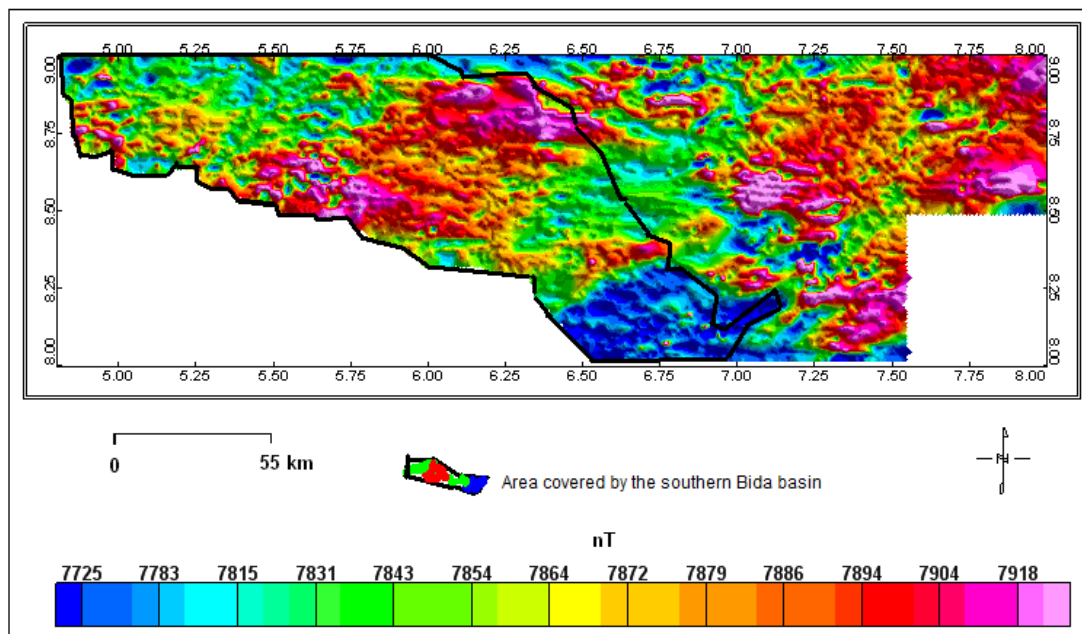 5.00 5.25 5.50 5.75 6.00 6.25 6.50 6.75 7.00 7.25 7.50 7.75 8.00
9.00 9.00
8.75 8.75
8.50 8.50
8.25 8.25
8.00 8.00
5.00 5.25 5.50 5.75 6.00 6.25 6.50 6.75 7.00 7.25 7.50 7.75 8.00
0 55 km
Area covered by the southern Bida basin
N
nT
7725 7783 7815 7831 7843 7854 7864 7872 7879 7886 7894 7904 7918